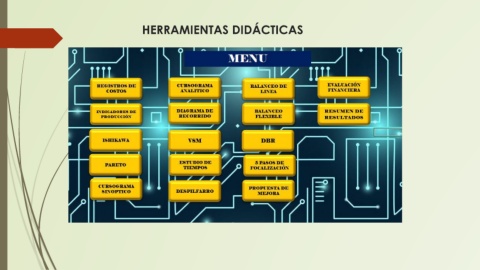 HERRAMIENTAS DIDÁCTICAS
MENU
REGISTROS DE
COSTOS
INDICADORES DE
PRODUCCIÓN
ISHIKAWA
PARETO
CURSOGRAMA
SINOPTICO
CURSOGRAMA
ANALITICO
DIAGRAMA DE
RECORRIDO
VSM
ESTUDIO DE
TIEMPOS
DESPILFARRO
BALANCEO DE
LINEA
BALANCEO
FLEXIBLE
DBR
5 PASOS DE
FOCALIZACIÓN
PROPUESTA DE
MEJORA
EVALUACIÓN
FINANCIERA
RESUMEN DE
RESULTADOS